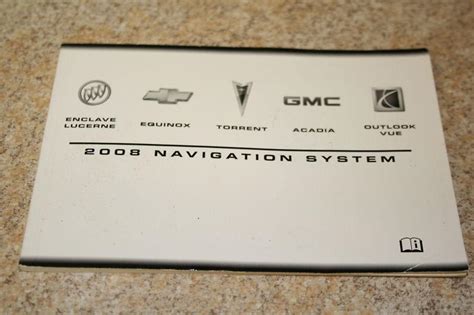 GMC
ENCLAVE
LUCERNE
EQUINOX
TORRENT
ACADIA
OUTLOOK
VUE
2008 NAVIGATION SYSTEM